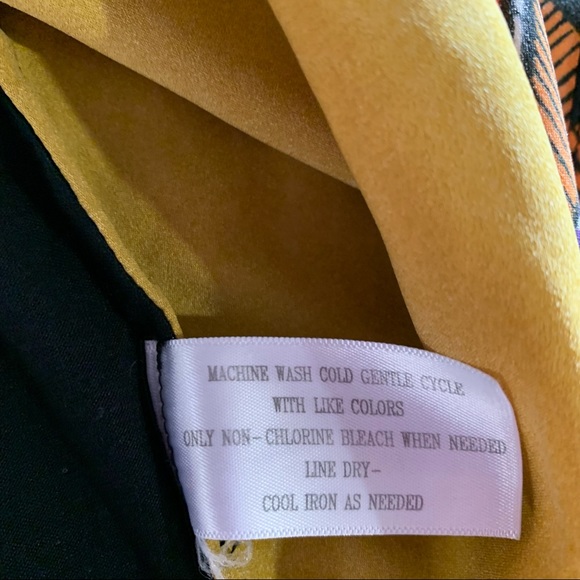 MACHINE WASH COLD GENTLE CYCLE
WITH LIKE COLORS
ONLY NON-CHLORINE BLEACH WHEN NEEDED
LINE DRY-
COOL IRON AS NEEDED